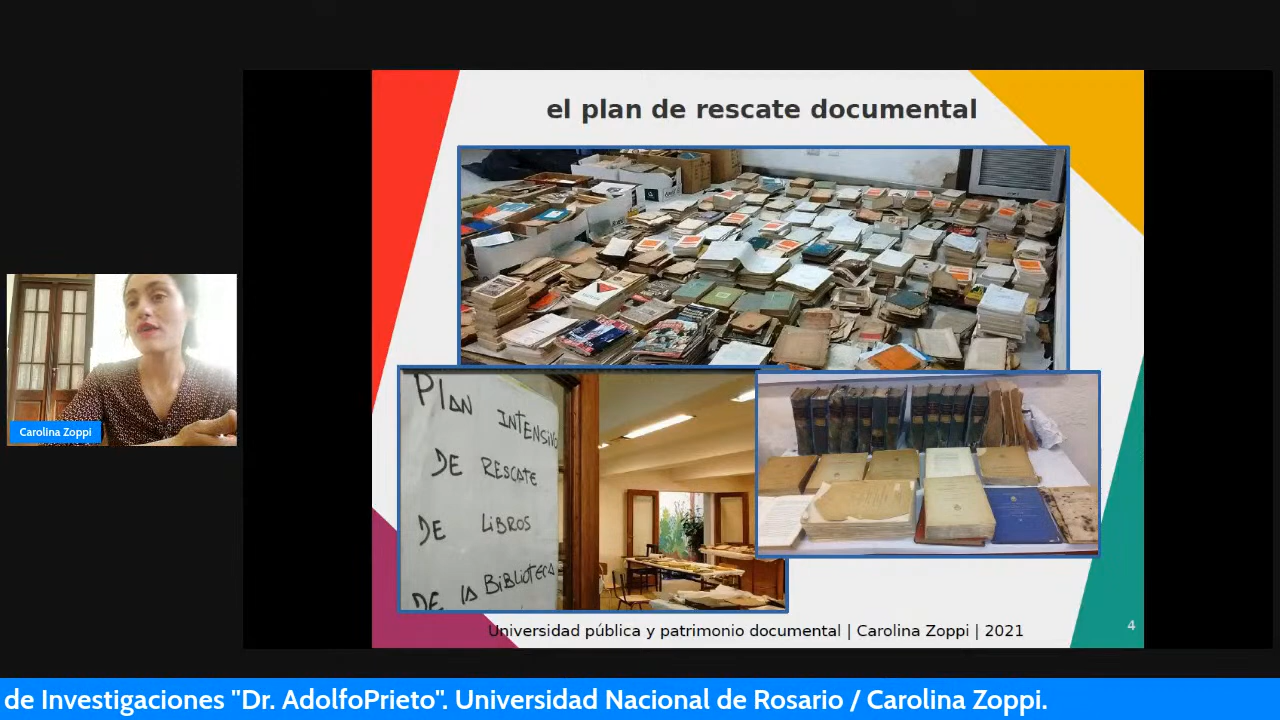 el plan de rescate documental
PLAN INTENSIVO
DE RESCATE
DE LIBROS
DE LA BIBLIOTECA
Carolina Zoppi
Universidad pública y patrimonio documental | Carolina Zoppi | 2021
4
de Investigaciones "Dr. AdolfoPrieto". Universidad Nacional de Rosario / Carolina Zoppi.